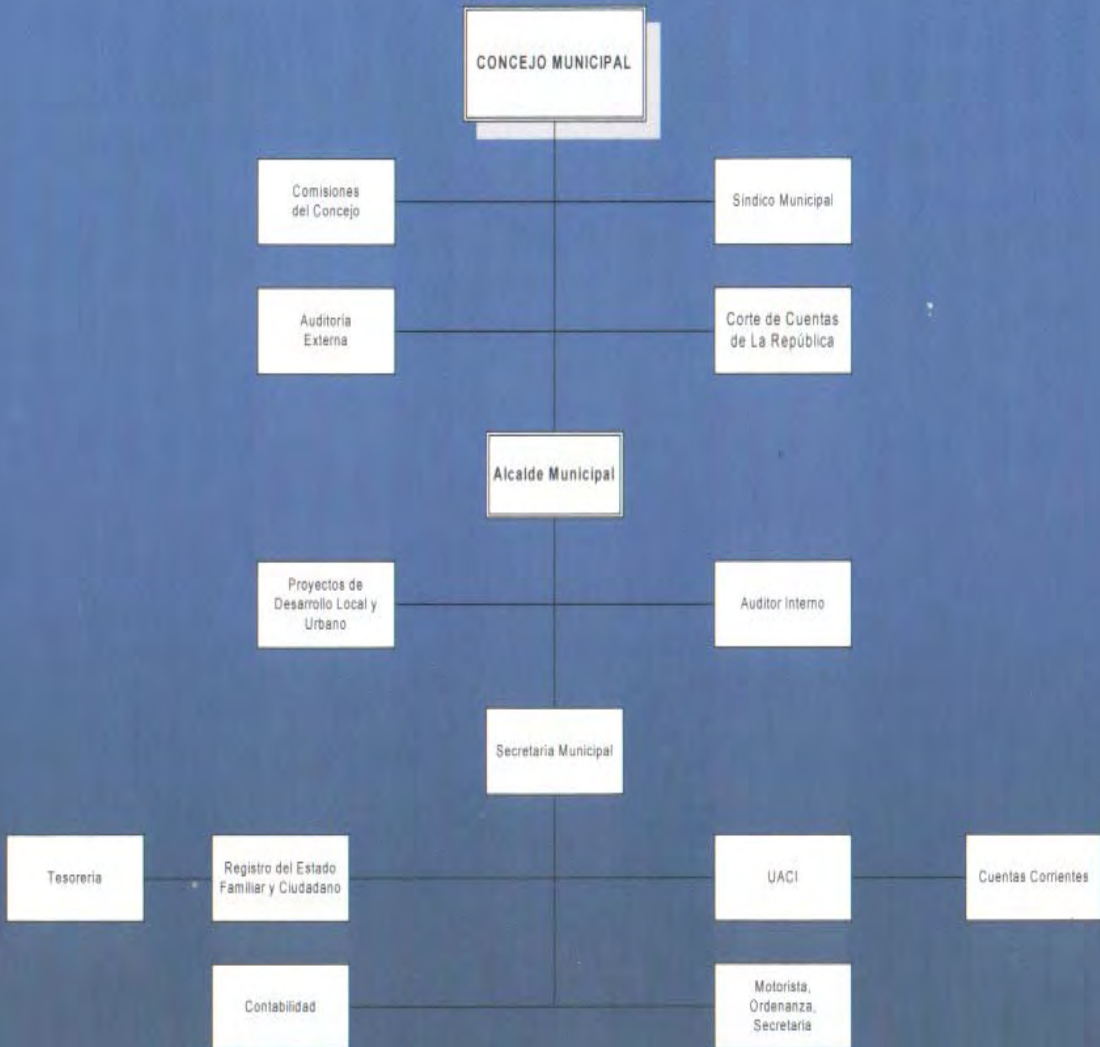 CONCEJO MUNICIPAL
Comisiones
del Concejo
Síndico Municipal
Auditoria
Externa
Corte de Cuentas
de La República
Alcalde Municipal
Proyectos de
Desarrollo Local y
Urbano
Auditor Interno
Secretaria Municipal
Tesoreria
Registro del Estado
Familiar y Ciudadano
UACI
Cuentas Corrientes
Contabilidad
Motorista,
Ordenanza,
Secretaria